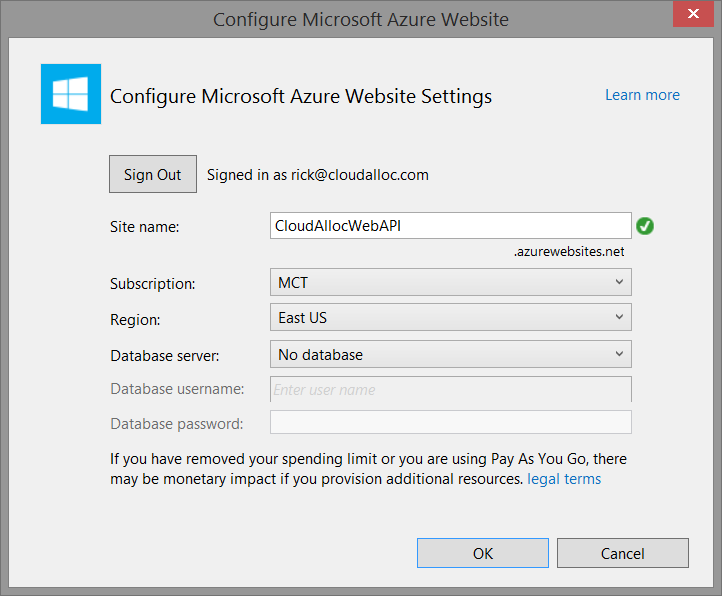 Configure Microsoft Azure Website
Configure Microsoft Azure Website Settings
Learn more
Sign Out
Signed in as rick@cloudalloc.com
Site name:
CloudAllocWebAPI
.azurewebsites.net
Subscription:
MCT
Region:
East US
Database server:
No database
Database username:
Enter user name
Database password:
If you have removed your spending limit or you are using Pay As You Go, there
may be monetary impact if you provision additional resources. legal terms
OK
Cancel